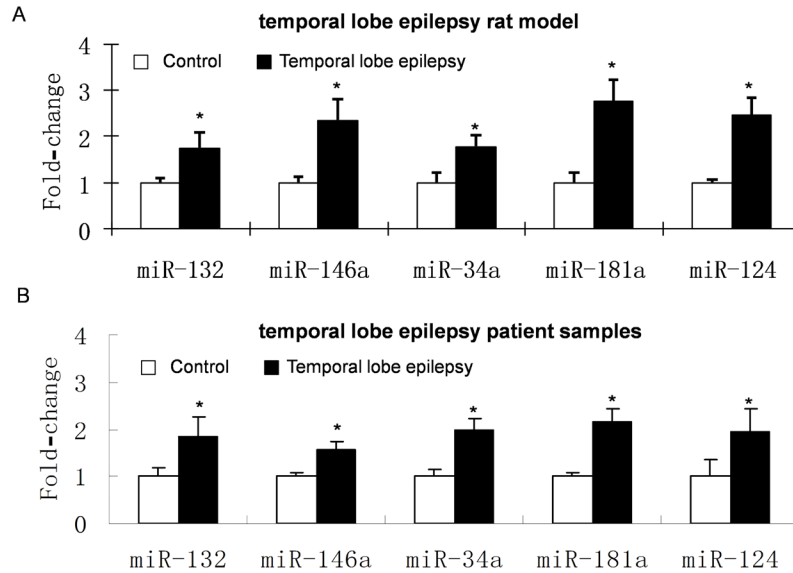 A
temporal lobe epilepsy rat model
4
Control
Temporal lobe epilepsy
3
2
1
0
Fold-change
* * * * *
miR-132 miR-146a miR-34a miR-181a miR-124
B
temporal lobe epilepsy patient samples
4
Control
Temporal lobe epilepsy
3
2
1
0
Fold-change
* * * * *
miR-132 miR-146a miR-34a miR-181a miR-124